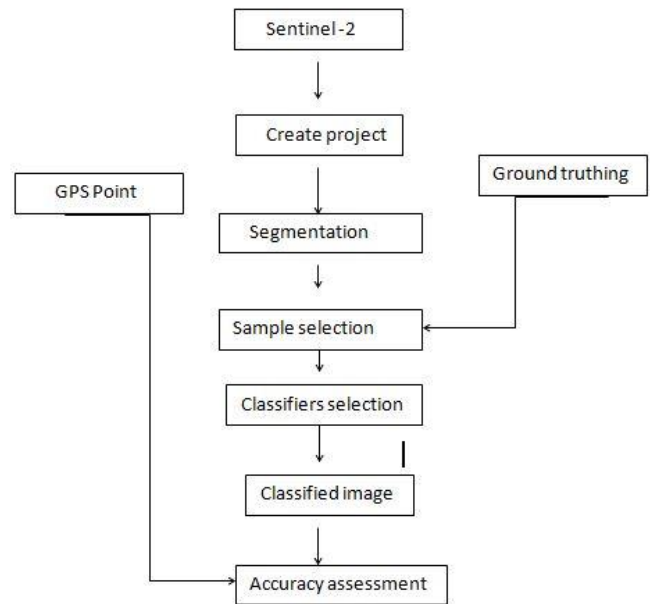 Sentinel -2
Create project
GPS Point
Ground truthing
Segmentation
Sample selection
Classifiers selection
Classified image
Accuracy assessment